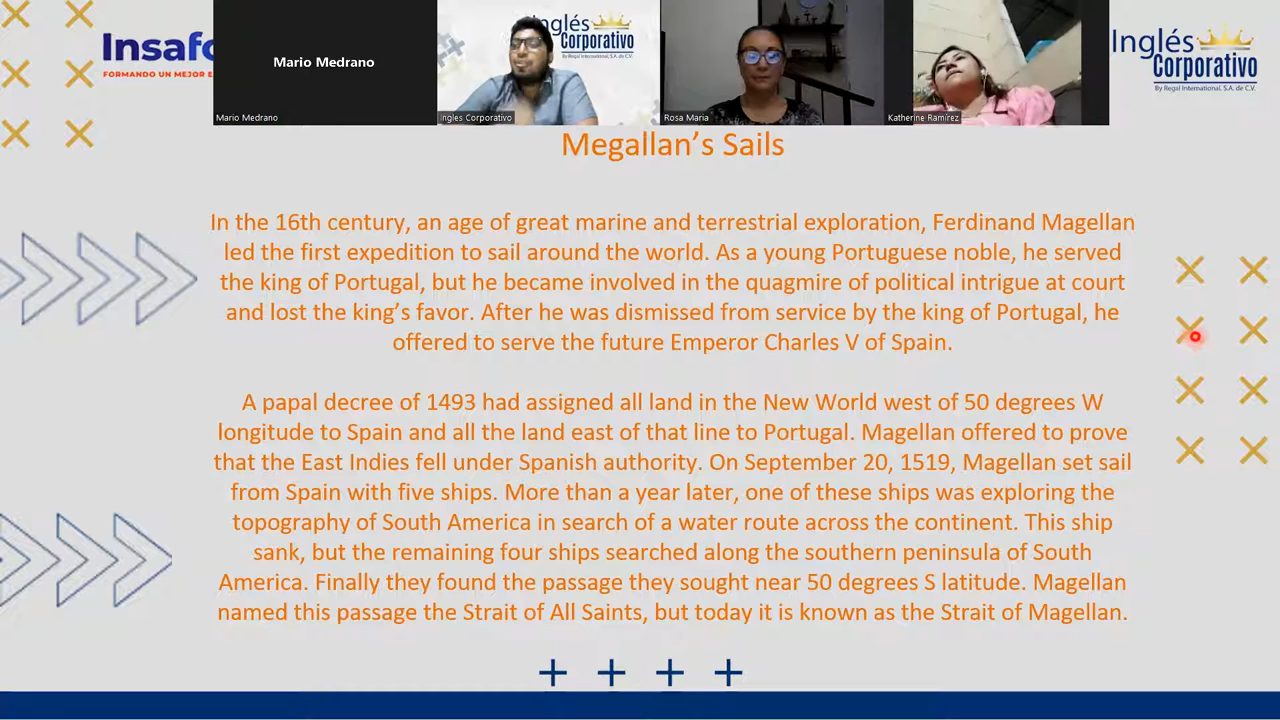 Insafo
FORMANDO UN MEJOR E
Mario Medrano
Mario Medrano
Inglés
Corporativo
By Regal International, S.A. de C.V.
Ingles Corporativo
Rosa Maria
Katherine Ramirez
Inglés
Corporativo
By Regal International, S.A. de C.V.
Megallan’s Sails
In the 16th century, an age of great marine and terrestrial exploration, Ferdinand Magellan
led the first expedition to sail around the world. As a young Portuguese noble, he served
the king of Portugal, but he became involved in the quagmire of political intrigue at court
and lost the king’s favor. After he was dismissed from service by the king of Portugal, he
offered to serve the future Emperor Charles V of Spain.
A papal decree of 1493 had assigned all land in the New World west of 50 degrees W
longitude to Spain and all the land east of that line to Portugal. Magellan offered to prove
that the East Indies fell under Spanish authority. On September 20, 1519, Magellan set sail
from Spain with five ships. More than a year later, one of these ships was exploring the
topography of South America in search of a water route across the continent. This ship
sank, but the remaining four ships searched along the southern peninsula of South
America. Finally they found the passage they sought near 50 degrees S latitude. Magellan
named this passage the Strait of All Saints, but today it is known as the Strait of Magellan.